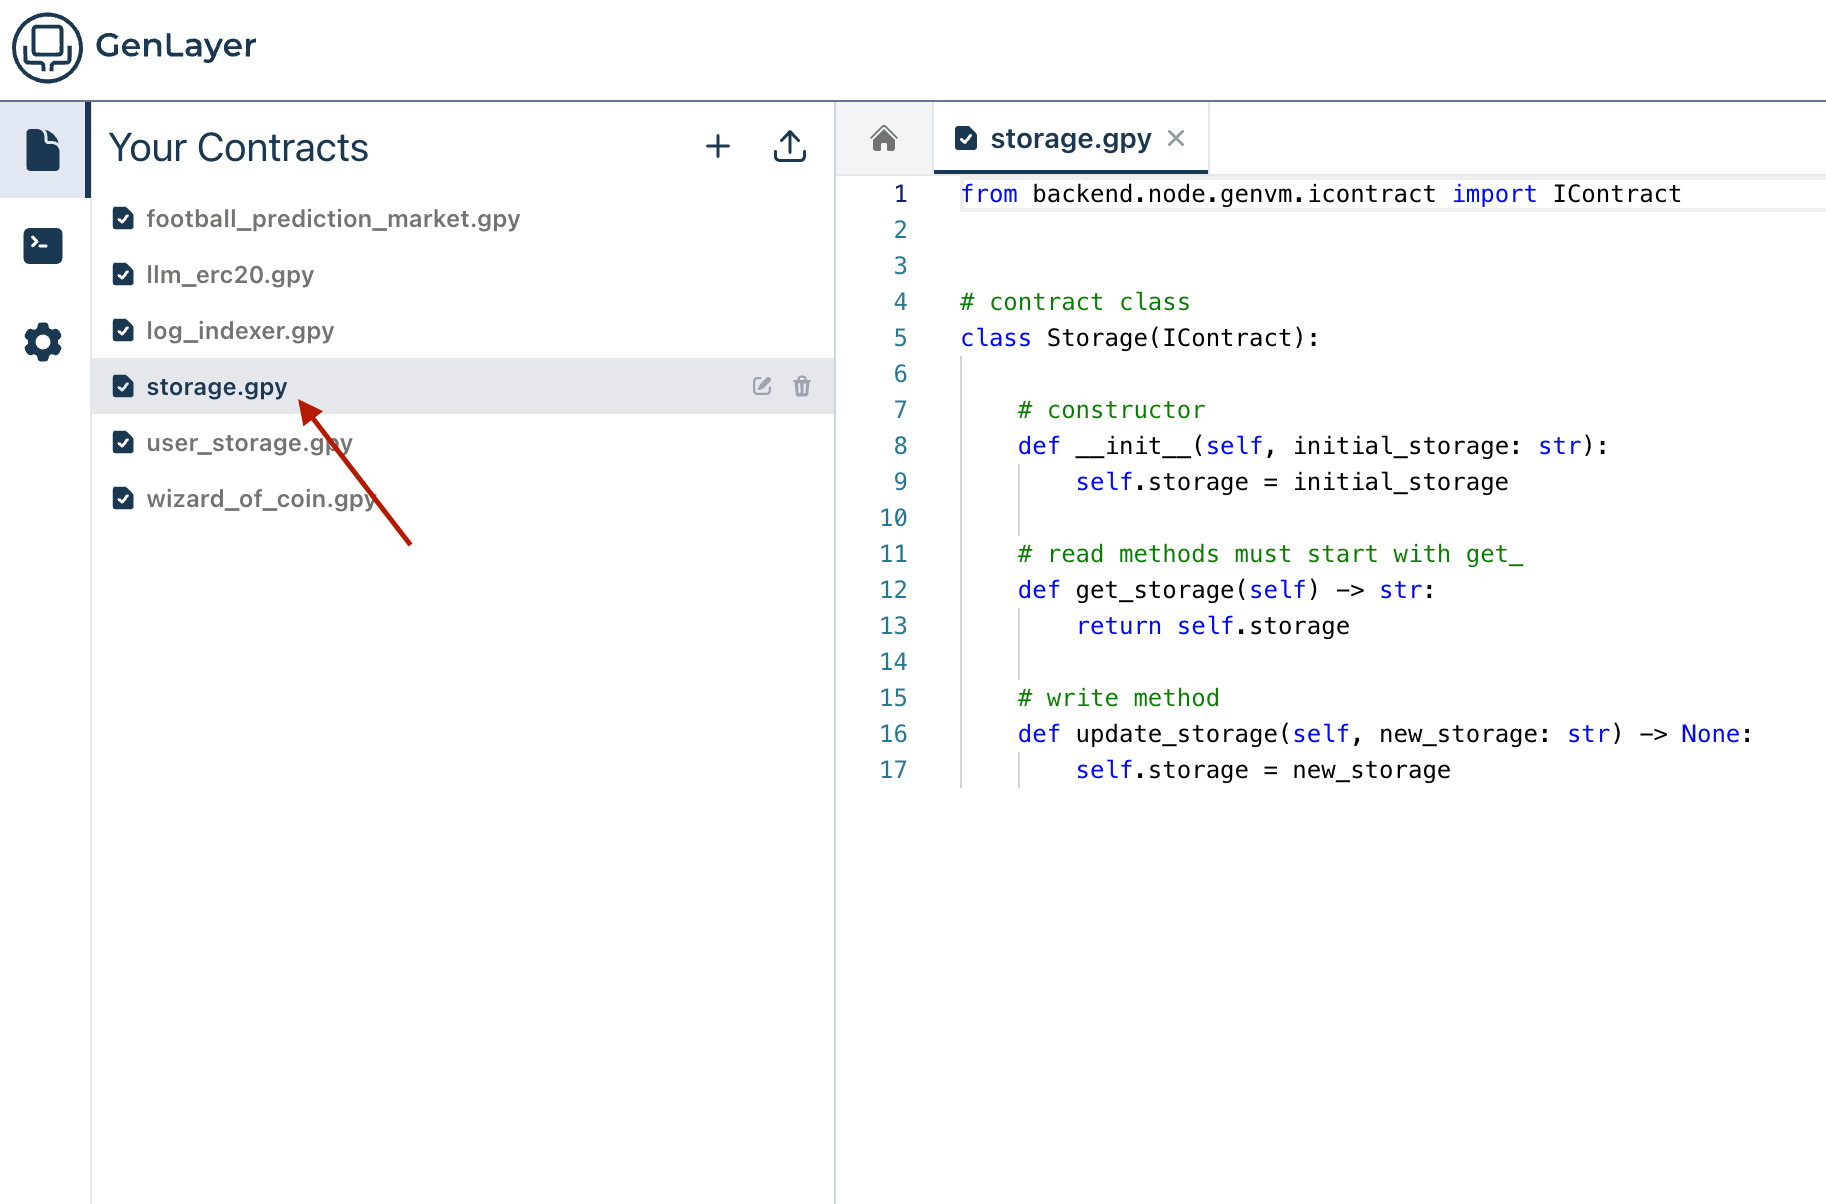 GenLayer
Your Contracts
football_prediction_market.gpy
llm_erc20.gpy
log_indexer.gpy
storage.gpy
user_storage.gpy
wizard_of_coin.gpy
storage.gpy
1 from backend.node.genvm.icontract import IContract
2
3
4 # contract class
5 class Storage(IContract):
6
7     # constructor
8     def __init__(self, initial_storage: str):
9         self.storage = initial_storage
10
11     # read methods must start with get_
12     def get_storage(self) -> str:
13         return self.storage
14
15     # write method
16     def update_storage(self, new_storage: str) -> None:
17         self.storage = new_storage